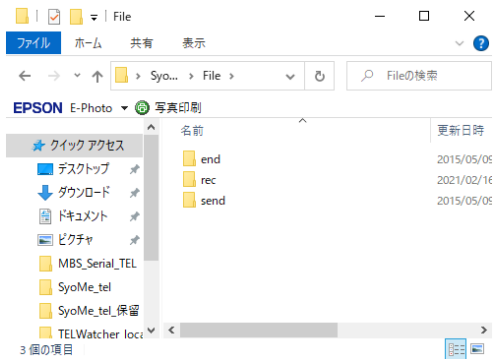 File
ファイル ホーム 共有 表示
Syo... File Fileの検索
EPSON E-Photo 写真印刷
名前 更新日時
クイック アクセス
デスクトップ
ダウンロード
ドキュメント
ピクチャ
MBS_Serial_TEL
SyoMe_tel
SyoMe_tel_保留
TELWatcher_loca
end 2015/05/09
rec 2021/02/16
send 2015/05/09
3 個の項目